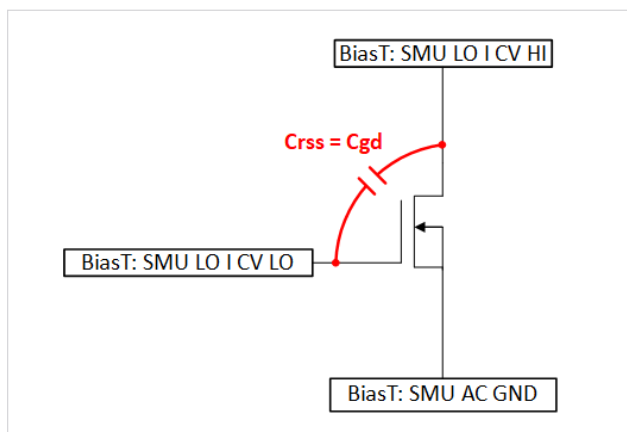 BiasT: SMU LO I CV HI
Crss = Cgd
BiasT: SMU LO I CV LO
BiasT: SMU AC GND